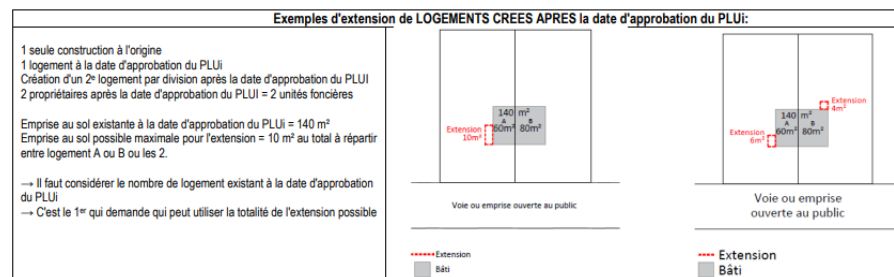 Exemples d'extension de LOGEMENTS CREES APRES la date d'approbation du PLUi:
1 seule construction à l'origine
1 logement à la date d'approbation du PLUi
Création d'un 2e logement par division après la date d'approbation du PLUI
2 propriétaires après la date d'approbation du PLUI = 2 unités foncières
Emprise au sol existante à la date d'approbation du PLUi = 140 m²
Emprise au sol possible maximale pour l'extension = 10 m² au total à répartir
entre logement A ou B ou les 2.
→ Il faut considérer le nombre de logement existant à la date d'approbation
du PLUi
→ C'est le 1er qui demande qui peut utiliser la totalité de l'extension possible
140 m²
A B
60m² 80m²
Extension
10m²
Voie ou emprise ouverte au public
Extension
Bâti
Extension
4m²
140 m²
A B
60m² 80m²
Extension
6m²
Voie ou emprise
ouverte au public
Extension
Bâti